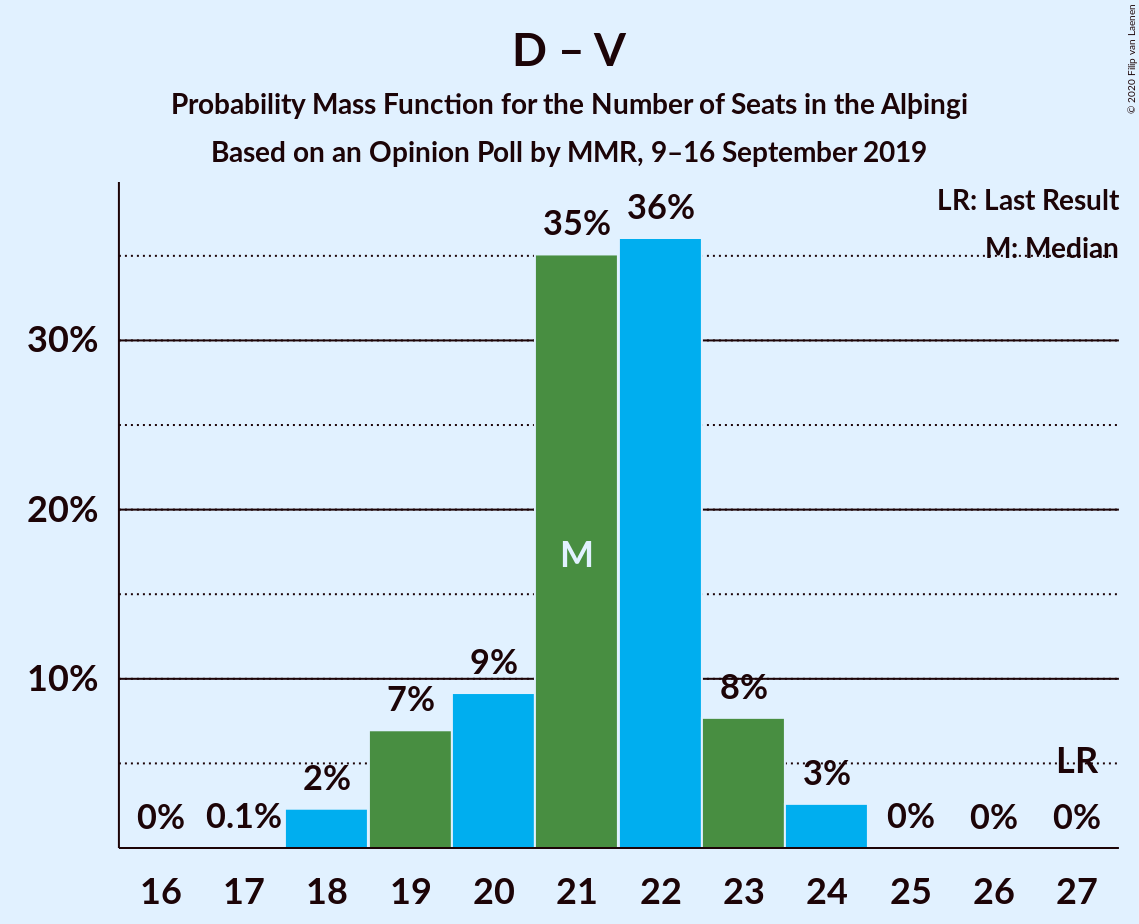 D – V
Probability Mass Function for the Number of Seats in the Alþingi
Based on an Opinion Poll by MMR, 9–16 September 2019
© 2020 Filip van Laenen
LR: Last Result
M: Median
30%
20%
10%
0%
0.1%
2%
7%
9%
35%
36%
8%
3%
0%
0%
0%
M
LR
16 17 18 19 20 21 22 23 24 25 26 27